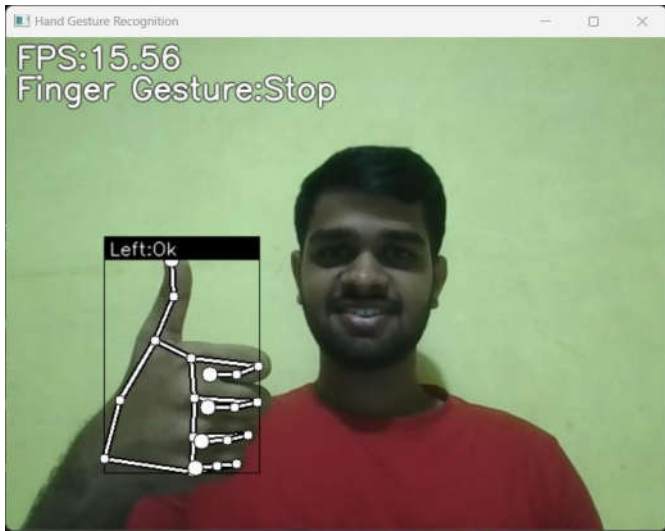 Hand Gesture Recognition
FPS:15.56
Finger Gesture:Stop
Left:Ok